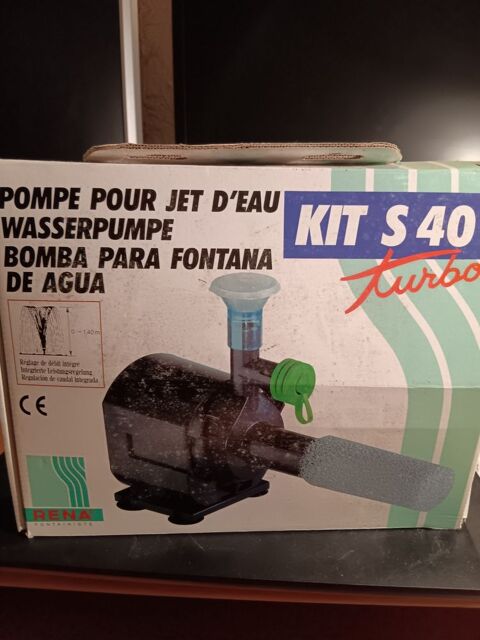 POMPE POUR JET D'EAU
WASSERPUMPE
BOMBA PARA FONTANA
DE AGUA
KIT S 40
turbo
0 → 1,40 m
Réglage de débit intégré
Integrierte Leistungsregelung
Regulación de caudal integrada
CE
RENA